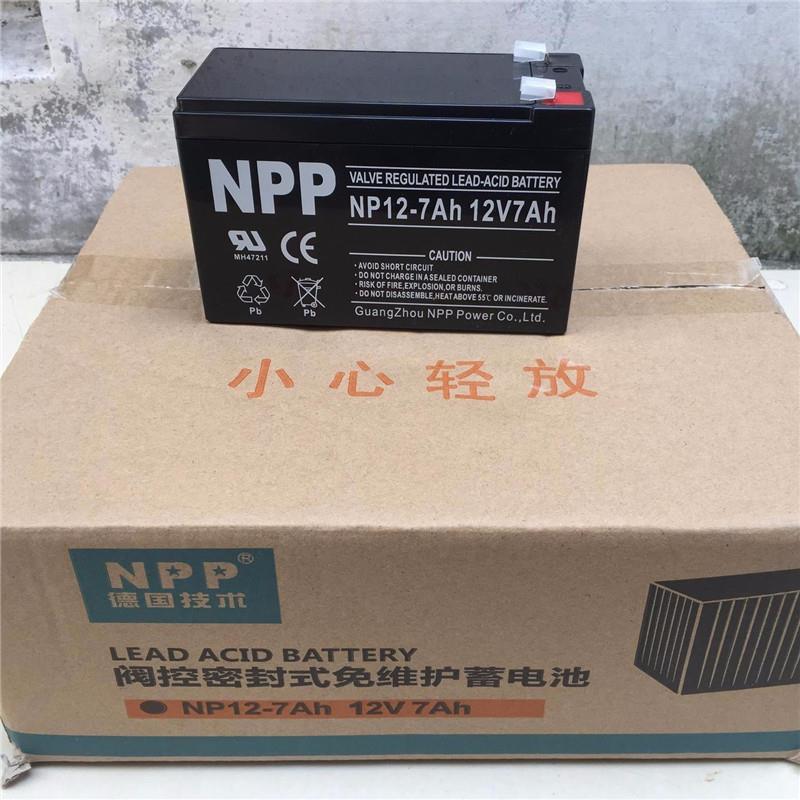 NPP
VALVE REGULATED LEAD-ACID BATTERY
NP12-7Ah 12V7Ah
MH47211
CE
CAUTION
• AVOID SHORT CIRCUIT
• DO NOT CHARGE IN A SEALED CONTAINER
• RISK OF FIRE,EXPLOSION,OR BURNS.
• DO NOT DISASSEMBLE,HEAT ABOVE 55℃ OR INCINERATE.
Pb
Pb
GuangZhou NPP Power Co.,Ltd.
小心轻放
NPP®
德国技术
LEAD ACID BATTERY
阀控密封式免维护蓄电池
NP12-7Ah 12V 7Ah